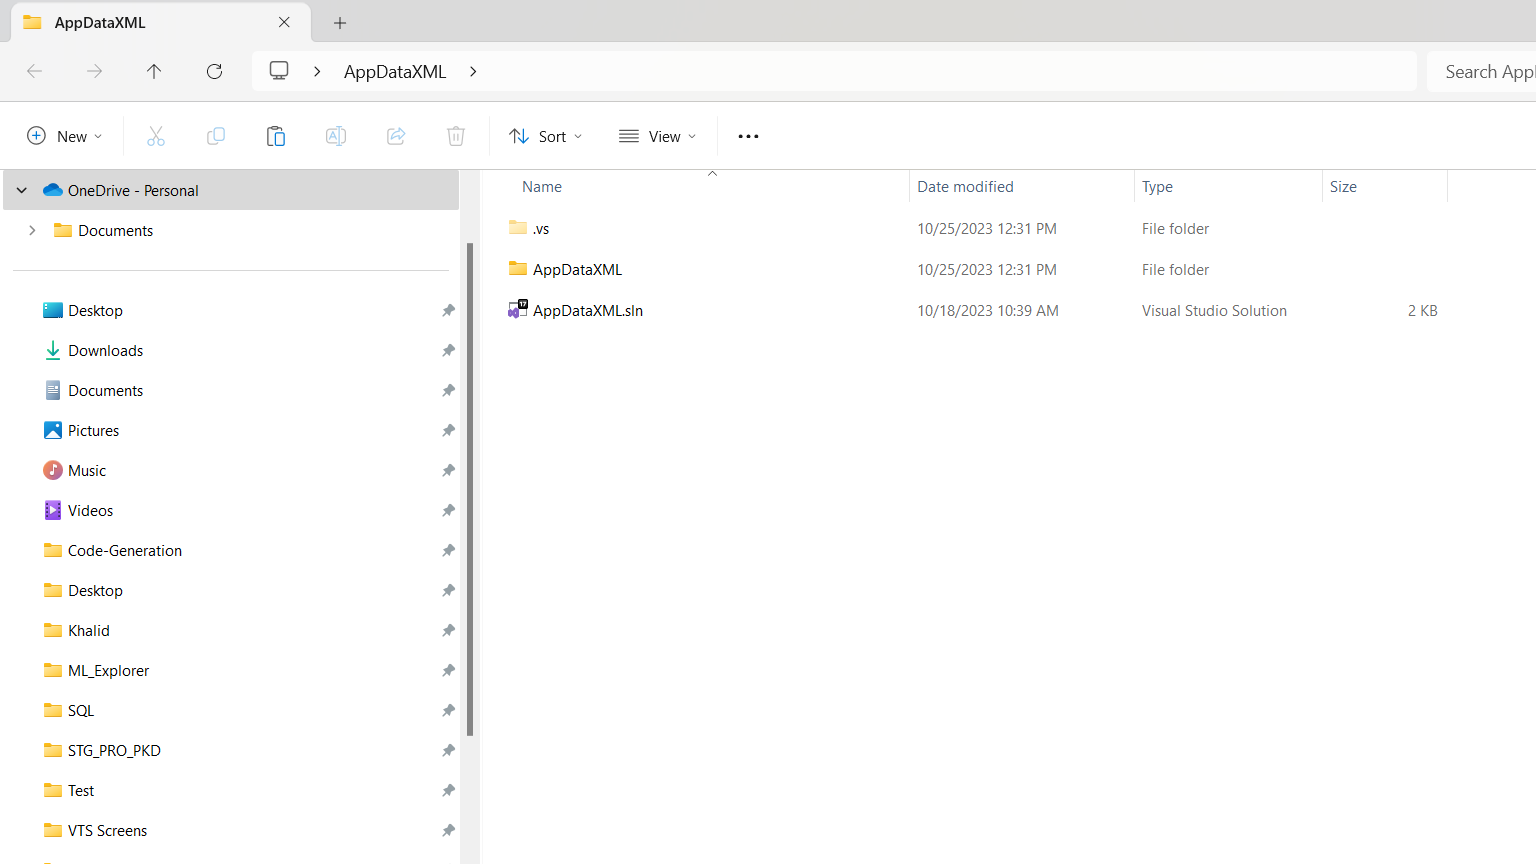 AppDataXML
AppDataXML
Search App
New
Sort
View
OneDrive - Personal
Documents
Desktop
Downloads
Documents
Pictures
Music
Videos
Code-Generation
Desktop
Khalid
ML_Explorer
SQL
STG_PRO_PKD
Test
VTS Screens
Name Date modified Type Size
.vs 10/25/2023 12:31 PM File folder
AppDataXML 10/25/2023 12:31 PM File folder
17
AppDataXML.sln 10/18/2023 10:39 AM Visual Studio Solution 2 KB